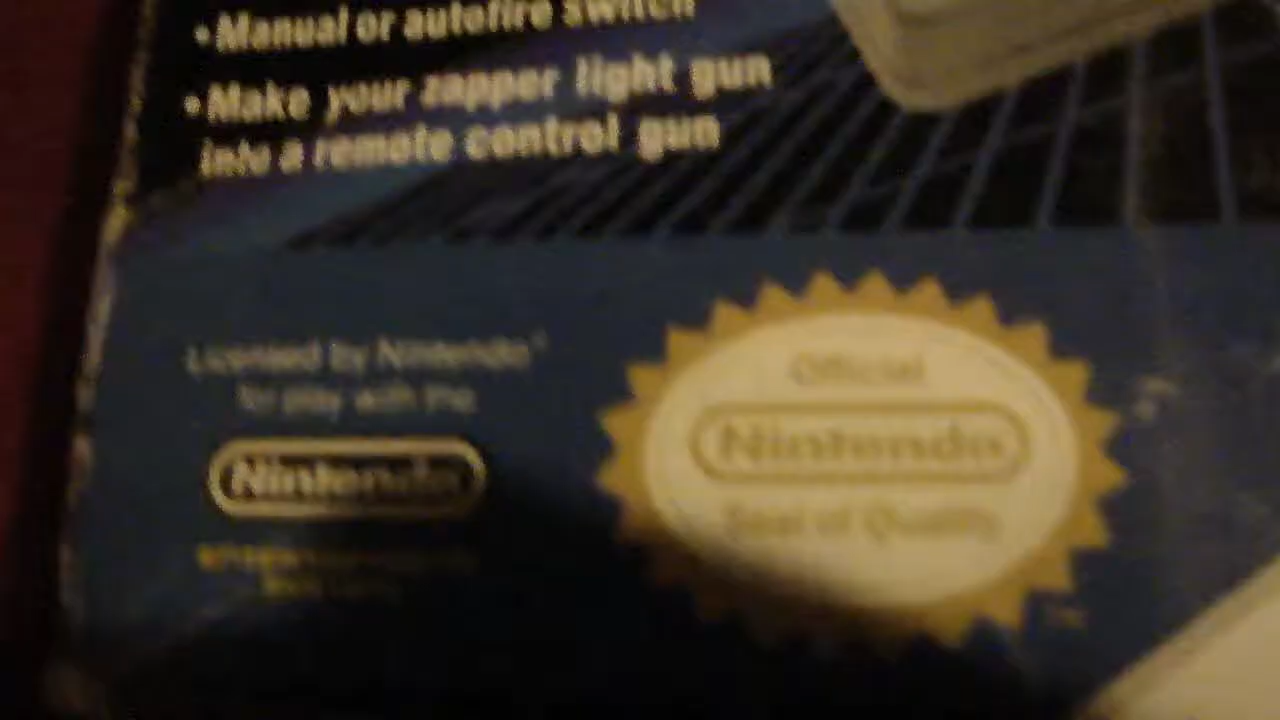 •Manual or autofire switch
•Make your zapper light gun
into a remote control gun
Licensed by Nintendo®
for play with the
Nintendo
Official
Nintendo
Seal of Quality
TM